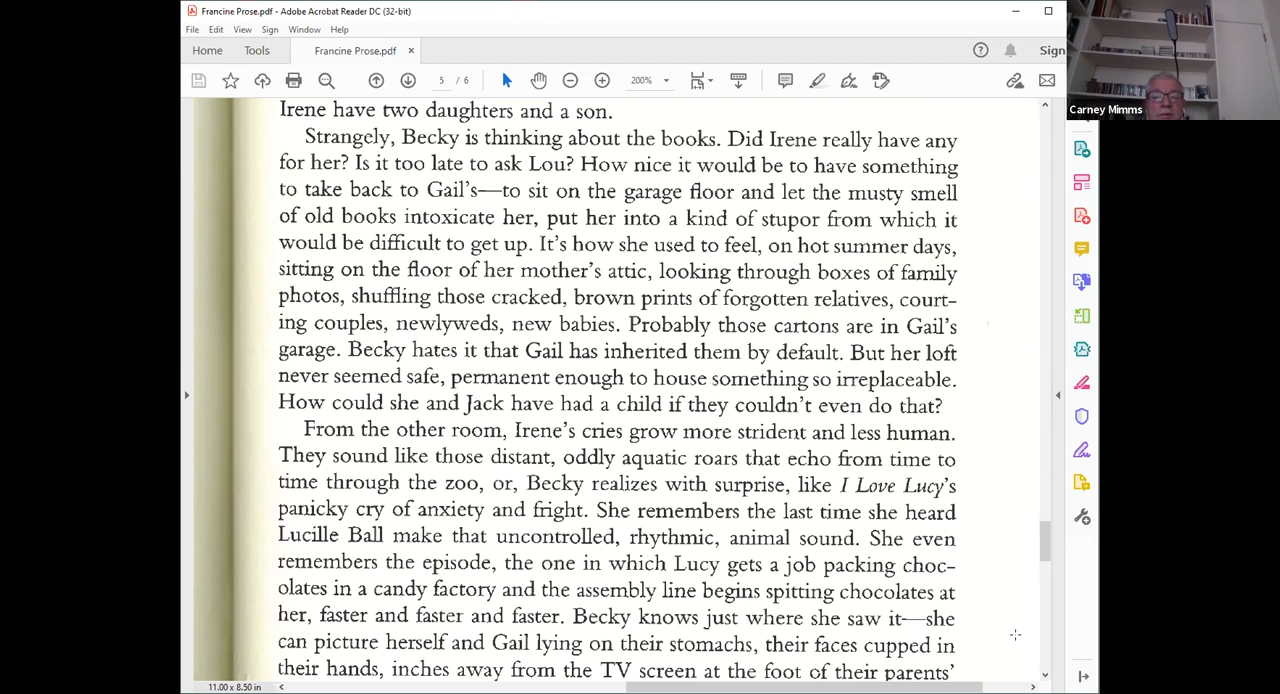 Francine Prose.pdf - Adobe Acrobat Reader DC (32-bit)
File Edit View Sign Window Help
Home Tools Francine Prose.pdf × Sign
5 / 6 200%
Carney Mimms
Irene have two daughters and a son.
Strangely, Becky is thinking about the books. Did Irene really have any
for her? Is it too late to ask Lou? How nice it would be to have something
to take back to Gail's—to sit on the garage floor and let the musty smell
of old books intoxicate her, put her into a kind of stupor from which it
would be difficult to get up. It's how she used to feel, on hot summer days,
sitting on the floor of her mother's attic, looking through boxes of family
photos, shuffling those cracked, brown prints of forgotten relatives, court-
ing couples, newlyweds, new babies. Probably those cartons are in Gail's
garage. Becky hates it that Gail has inherited them by default. But her loft
never seemed safe, permanent enough to house something so irreplaceable.
How could she and Jack have had a child if they couldn't even do that?
From the other room, Irene's cries grow more strident and less human.
They sound like those distant, oddly aquatic roars that echo from time to
time through the zoo, or, Becky realizes with surprise, like I Love Lucy's
panicky cry of anxiety and fright. She remembers the last time she heard
Lucille Ball make that uncontrolled, rhythmic, animal sound. She even
remembers the episode, the one in which Lucy gets a job packing choc-
olates in a candy factory and the assembly line begins spitting chocolates at
her, faster and faster and faster. Becky knows just where she saw it—she
can picture herself and Gail lying on their stomachs, their faces cupped in
their hands, inches away from the TV screen at the foot of their parents'
11.00 x 8.50 in